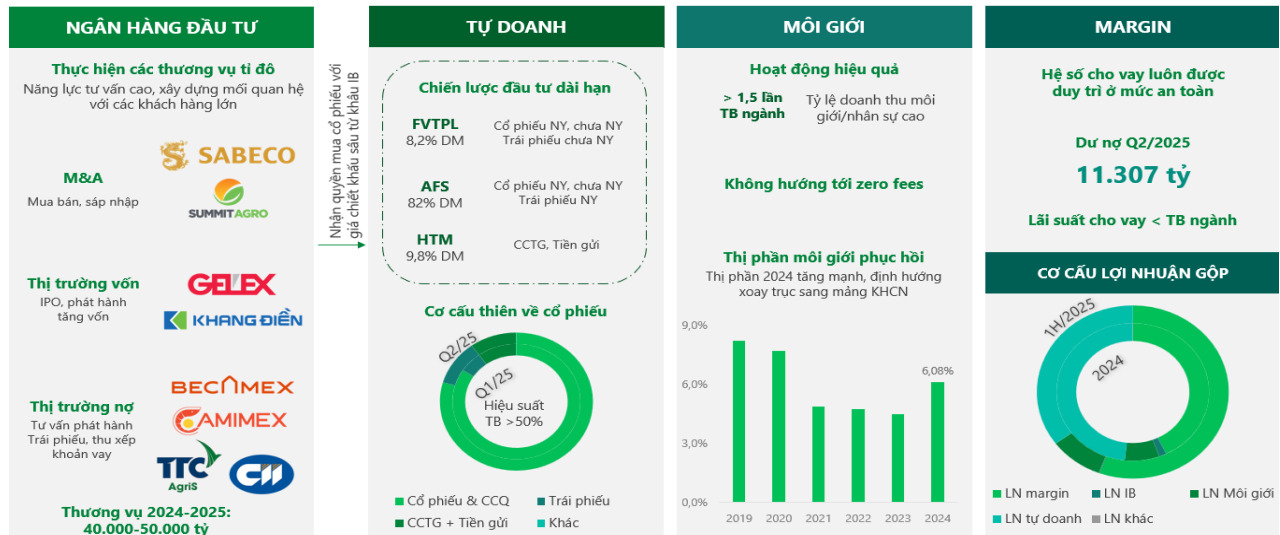 NGÂN HÀNG ĐẦU TƯ
Thực hiện các thương vụ tỉ đô
Năng lực tư vấn cao, xây dựng mối quan hệ
với các khách hàng lớn
SABECO
M&A
Mua bán, sáp nhập
SUMMIT AGRO
Thị trường vốn
IPO, phát hành
tăng vốn
GELEX
KHANG ĐIỀN
BECAMEX
Thị trường nợ
Tư vấn phát hành
Trái phiếu, thu xếp
khoản vay
CAMIMEX
TTC
AgriS
CII
Thương vụ 2024-2025:
40.000-50.000 tỷ
Nhận quyền mua cổ phiếu với
giá chiết khấu sâu từ khâu IB
TỰ DOANH
Chiến lược đầu tư dài hạn
FVTPL
8,2% DM
Cổ phiếu NY, chưa NY
Trái phiếu chưa NY
AFS
82% DM
Cổ phiếu NY, chưa NY
Trái phiếu NY
HTM
9,8% DM
CCTG, Tiền gửi
Cơ cấu thiên về cổ phiếu
Q2/25
Q1/25
Hiệu suất
TB >50%
Cổ phiếu & CCQ
Trái phiếu
CCTG + Tiền gửi
Khác
MÔI GIỚI
Hoạt động hiệu quả
> 1,5 lần
TB ngành
Tỷ lệ doanh thu môi
giới/nhân sự cao
Không hướng tới zero fees
Thị phần môi giới phục hồi
Thị phần 2024 tăng mạnh, định hướng
xoay trục sang mảng KHCN
9,0%
6,0%
3,0%
0,0%
6,08%
2019 2020 2021 2022 2023 2024
MARGIN
Hệ số cho vay luôn được
duy trì ở mức an toàn
Dư nợ Q2/2025
11.307 tỷ
Lãi suất cho vay < TB ngành
CƠ CẤU LỢI NHUẬN GỘP
1H/2025
2024
LN margin
LN IB
LN Môi giới
LN tự doanh
LN khác